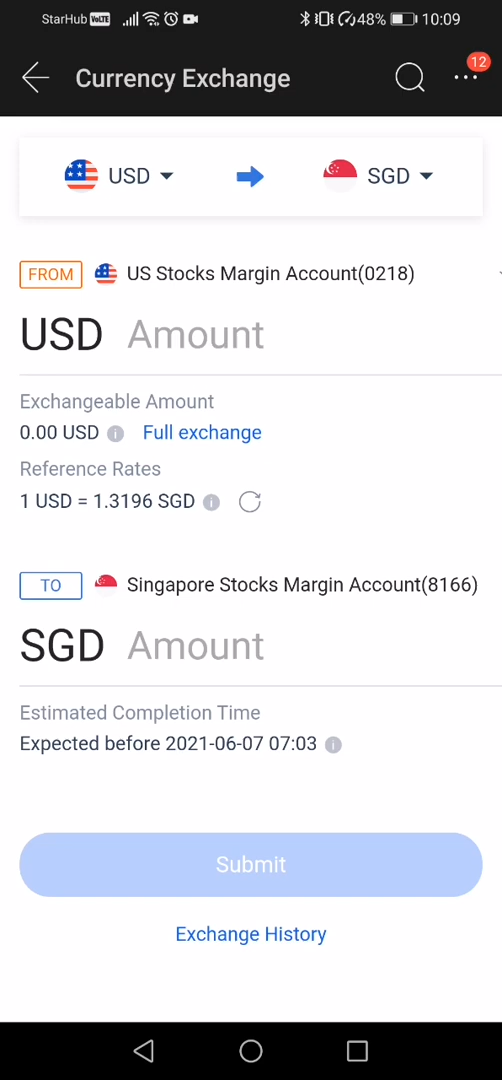 StarHub VoLTE 48% 10:09
Currency Exchange 12
USD SGD
FROM US Stocks Margin Account(0218)
USD Amount
Exchangeable Amount
0.00 USD Full exchange
Reference Rates
1 USD = 1.3196 SGD
TO Singapore Stocks Margin Account(8166)
SGD Amount
Estimated Completion Time
Expected before 2021-06-07 07:03
Submit
Exchange History